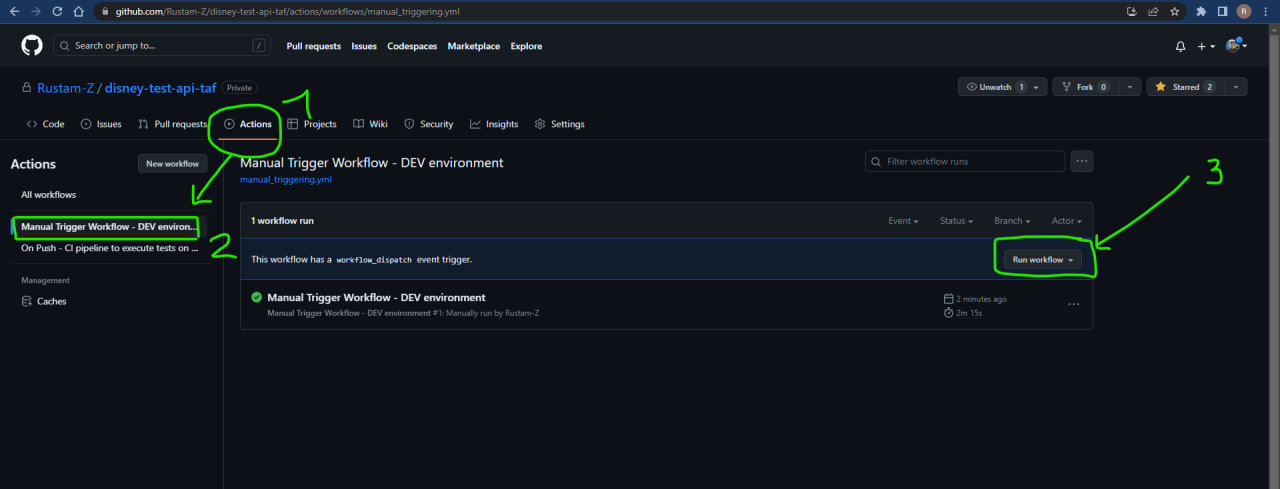 github.com/Rustam-Z/disney-test-api-taf/actions/workflows/manual_triggering.yml
R
Search or jump to...
/
Pull requests Issues Codespaces Marketplace Explore
Rustam-Z / disney-test-api-taf Private
Unwatch 1 Fork 0 Starred 2
1
Code Issues Pull requests Actions Projects Wiki Security Insights Settings
Actions New workflow
Manual Trigger Workflow - DEV environment
Filter workflow runs
manual_triggering.yml
3
All workflows
1 workflow run Event Status Branch Actor
Manual Trigger Workflow - DEV environ...
2
On Push - CI pipeline to execute tests on ...
This workflow has a workflow_dispatch event trigger. Run workflow
Management
Caches
Manual Trigger Workflow - DEV environment
2 minutes ago
Manual Trigger Workflow - DEV environment #1: Manually run by Rustam-Z
2m 15s